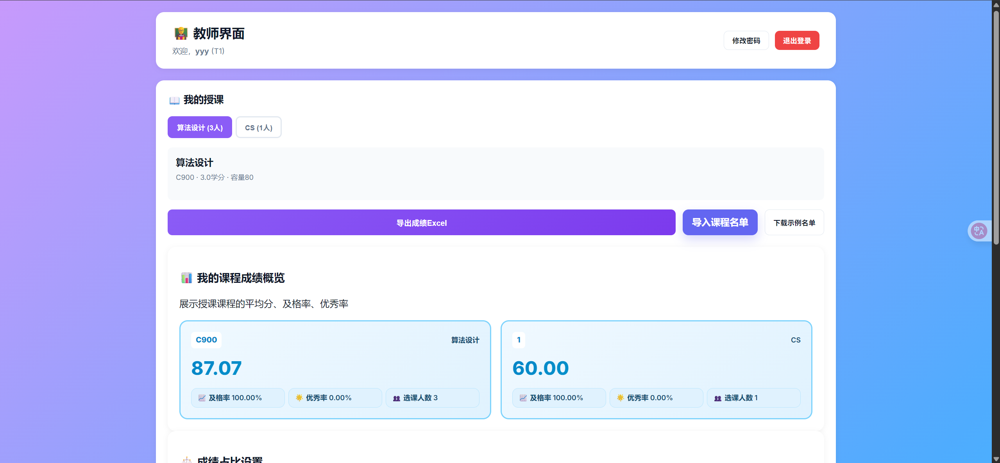 教师界面
欢迎，yyy (T1)
修改密码
退出登录
我的授课
算法设计 (3人)
CS (1人)
算法设计
C900 · 3.0学分 · 容量80
导出成绩Excel
导入课程名单
下载示例名单
我的课程成绩概览
展示授课课程的平均分、及格率、优秀率
C900
算法设计
87.07
及格率 100.00%
优秀率 0.00%
选课人数 3
1
CS
60.00
及格率 100.00%
优秀率 0.00%
选课人数 1
成绩占比设置